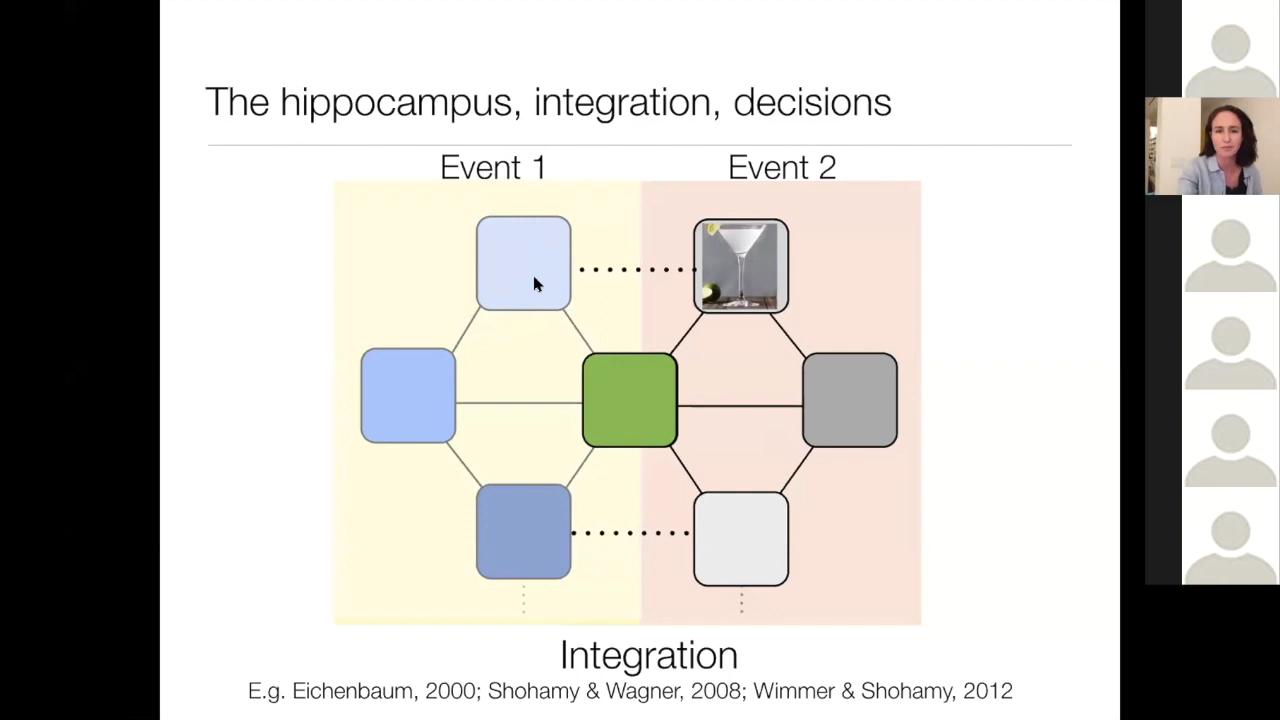 The hippocampus, integration, decisions
Event 1
Event 2
Integration
E.g. Eichenbaum, 2000; Shohamy & Wagner, 2008; Wimmer & Shohamy, 2012